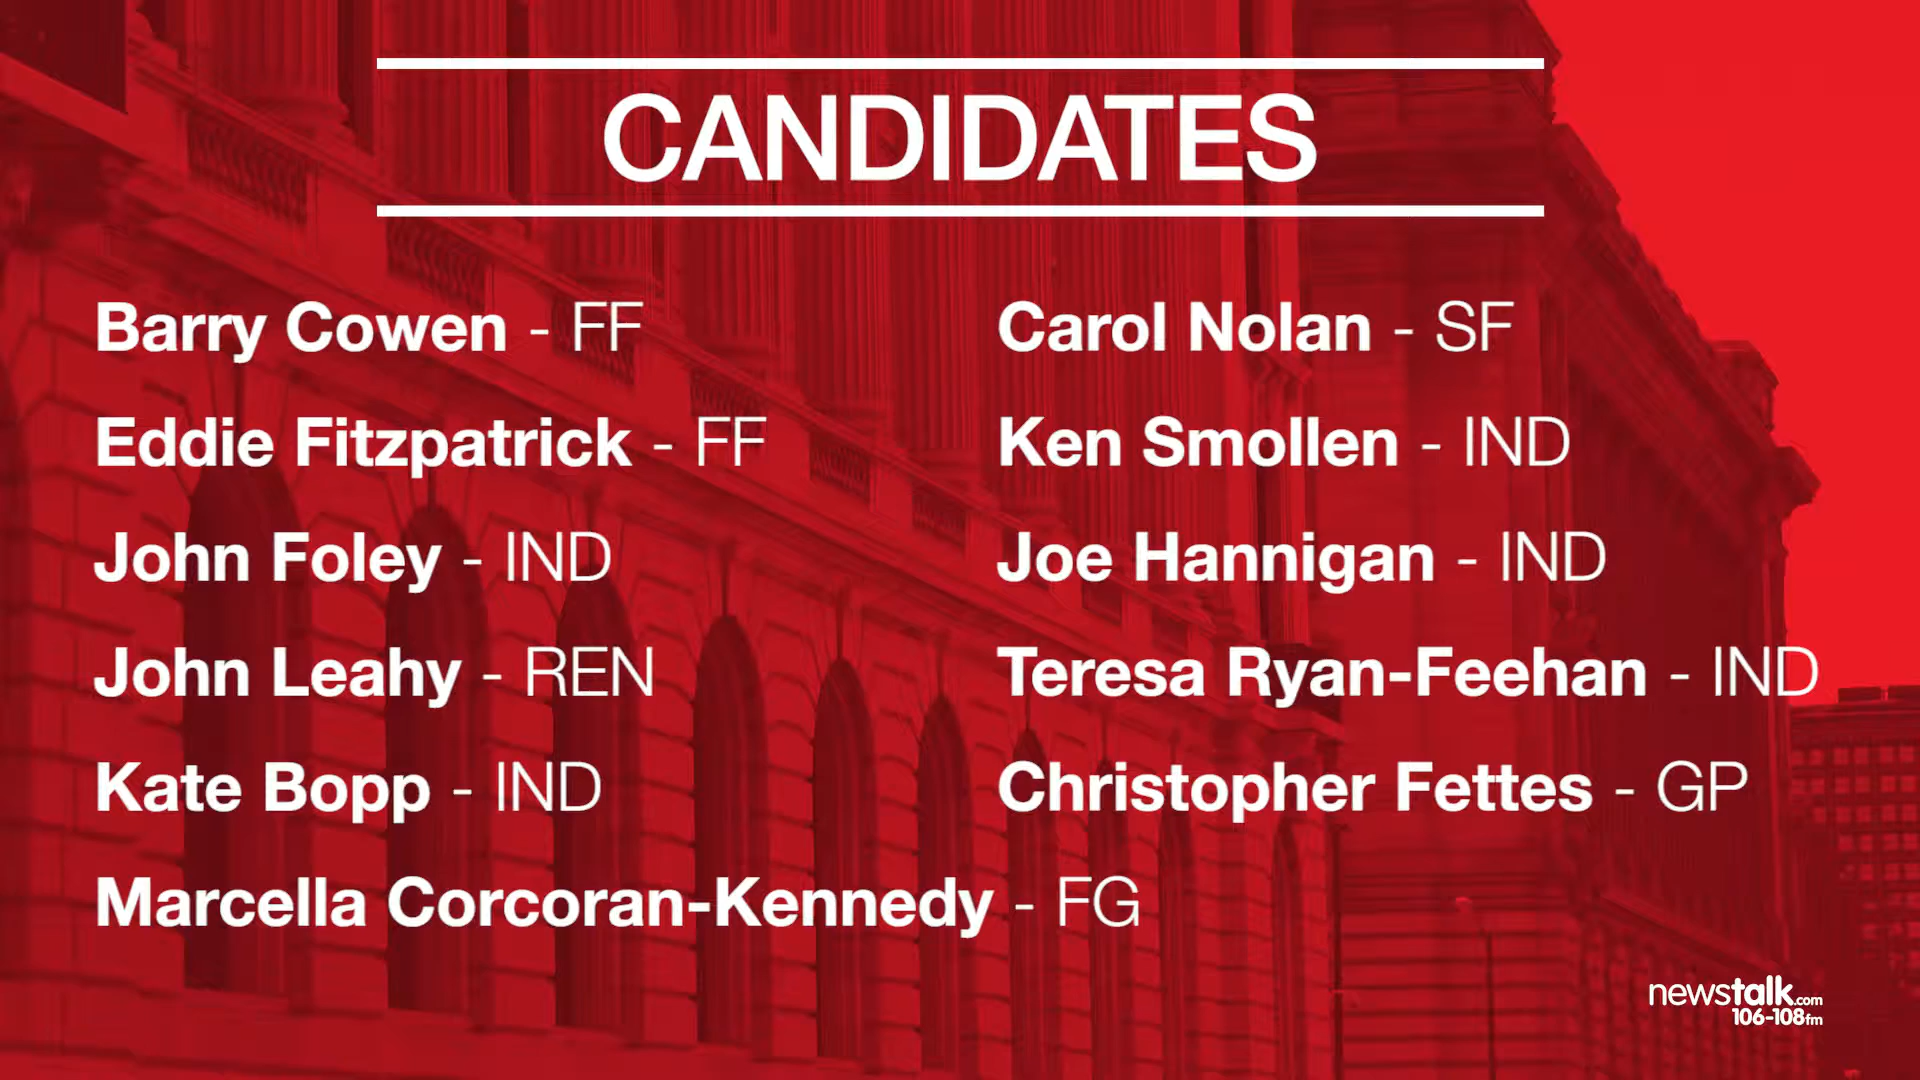 CANDIDATES
Barry Cowen - FF
Eddie Fitzpatrick - FF
John Foley - IND
John Leahy - REN
Kate Bopp - IND
Marcella Corcoran-Kennedy - FG
Carol Nolan - SF
Ken Smollen - IND
Joe Hannigan - IND
Teresa Ryan-Feehan - IND
Christopher Fettes - GP
newstalk.com
106-108fm